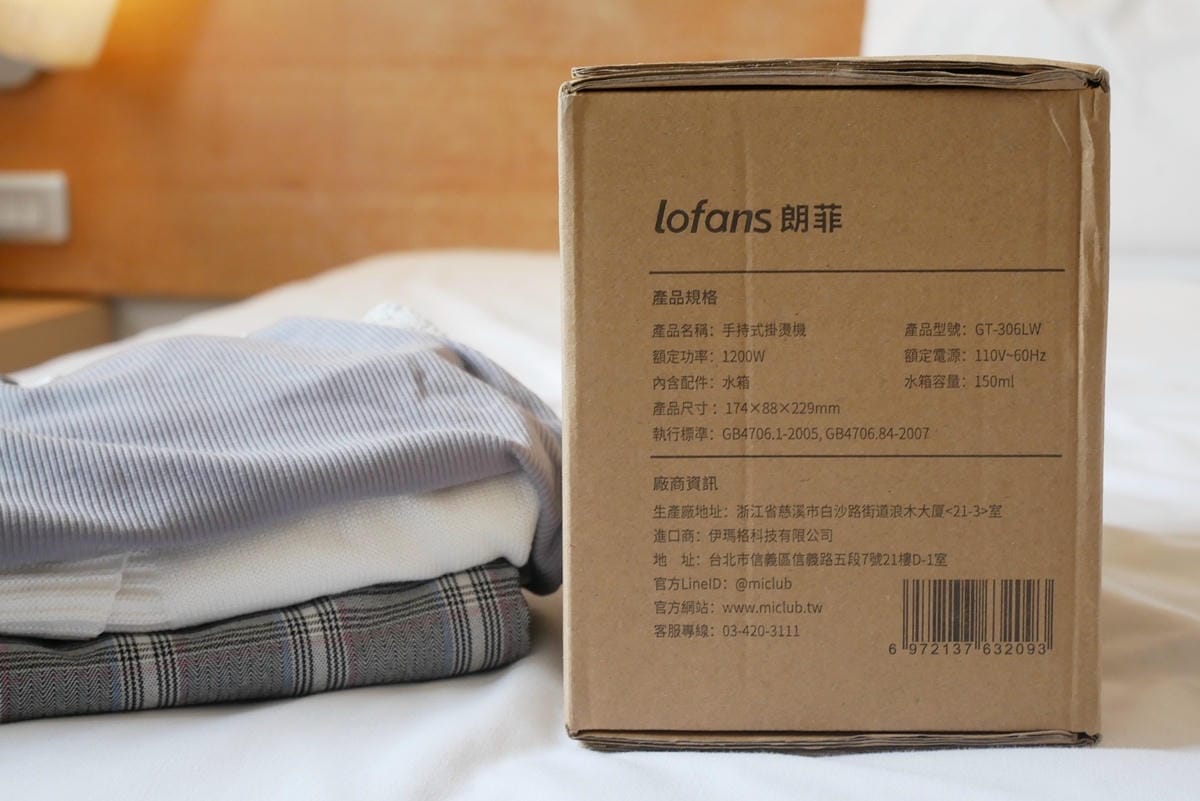 lofans 朗菲
產品規格
產品名稱：手持式掛燙機 產品型號：GT-306LW
額定功率：1200W 額定電源：110V~60Hz
內含配件：水箱 水箱容量：150ml
產品尺寸：174×88×229mm
執行標準：GB4706.1-2005, GB4706.84-2007
廠商資訊
生產廠地址：浙江省慈溪市白沙路街道浪木大廈<21-3>室
進口商：伊瑪格科技有限公司
地　址：台北市信義區信義路五段7號21樓D-1室
官方LineID：@miclub
官方網站：www.miclub.tw
客服專線：03-420-3111
6 972137 632093